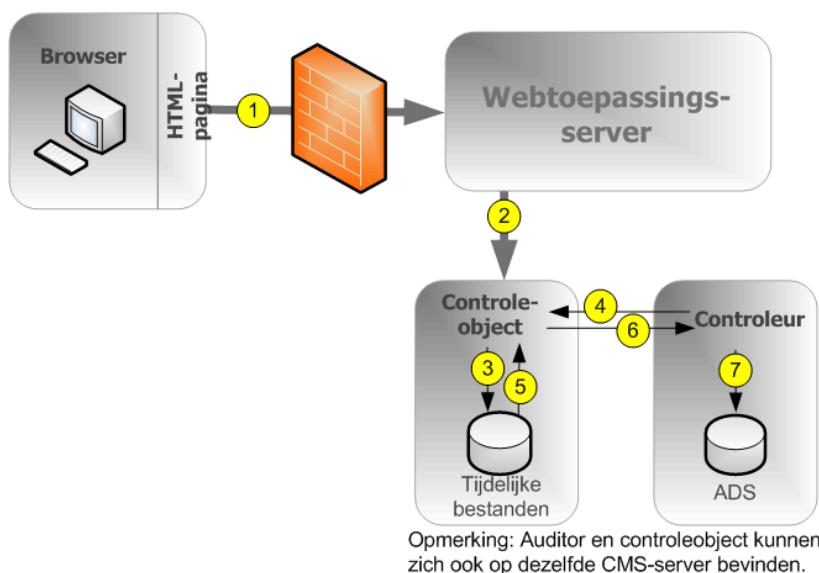 Browser
HTML-
pagina
1
Webtoepassings-
server
2
Controle-
object
4
6
Controleur
3
5
7
Tijdelijke
bestanden
ADS
Opmerking: Auditor en controleobject kunnen
zich ook op dezelfde CMS-server bevinden.